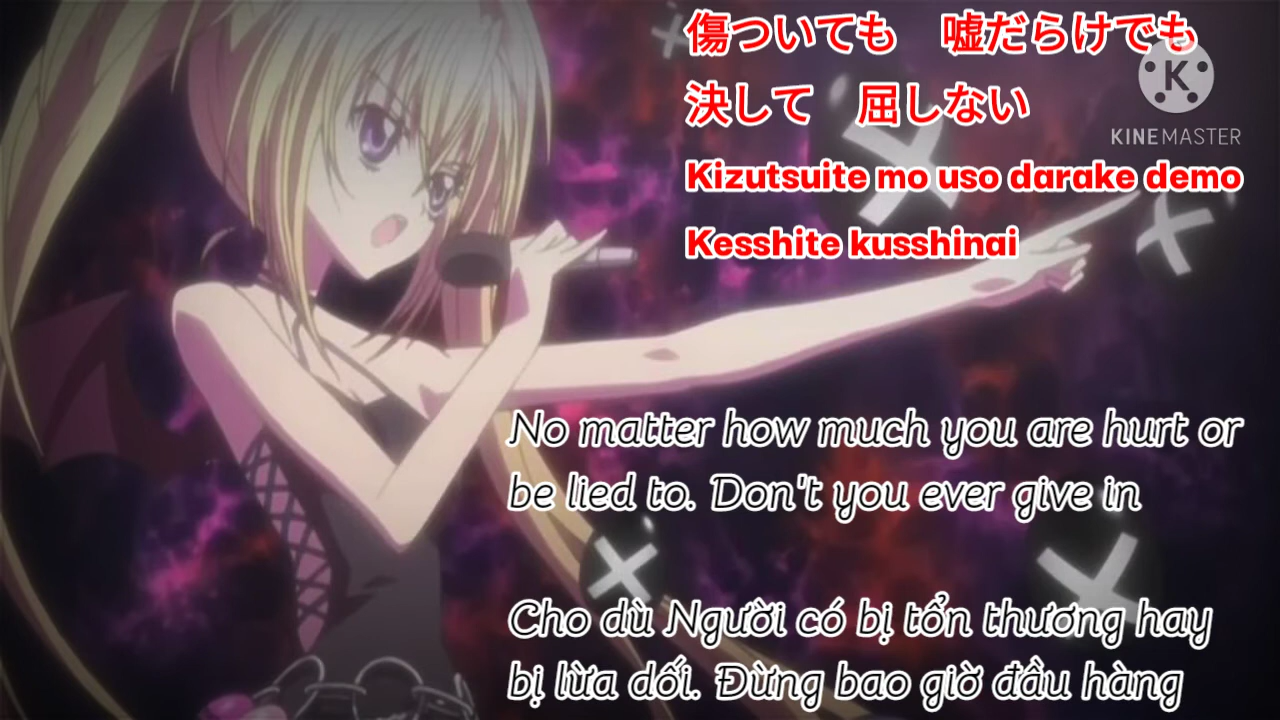 傷ついても　嘘だらけでも
決して　屈しない
KINEMASTER
Kizutsuite mo uso darake demo
Kesshite kusshinai
No matter how much you are hurt or
be lied to. Don't you ever give in
Cho dù Người có bị tổn thương hay
bị lừa dối. Đừng bao giờ đầu hàng